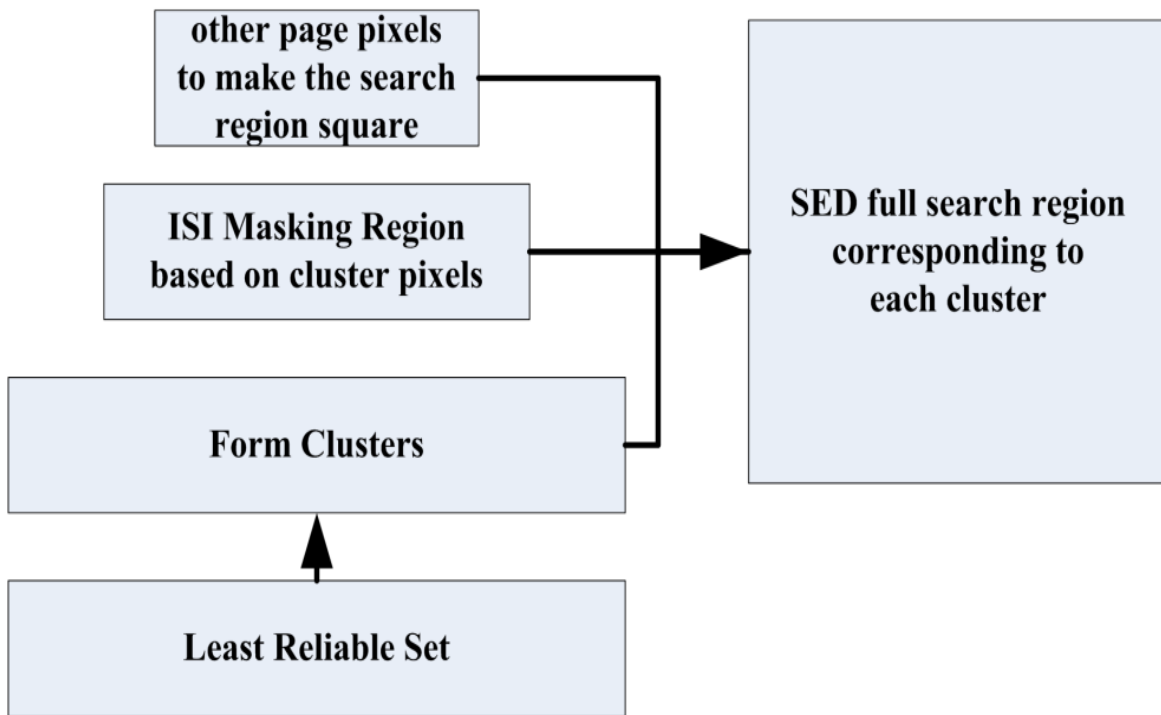 other page pixels
to make the search
region square
ISI Masking Region
based on cluster pixels
SED full search region
corresponding to
each cluster
Form Clusters
Least Reliable Set